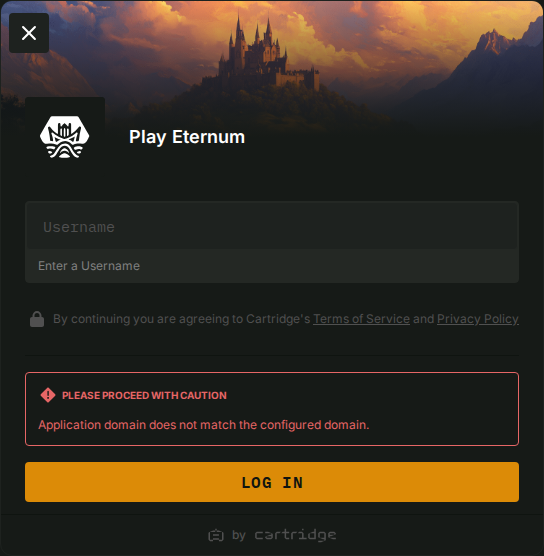 Play Eternum
Username
Enter a Username
By continuing you are agreeing to Cartridge's Terms of Service and Privacy Policy
PLEASE PROCEED WITH CAUTION
Application domain does not match the configured domain.
LOG IN
by cartridge